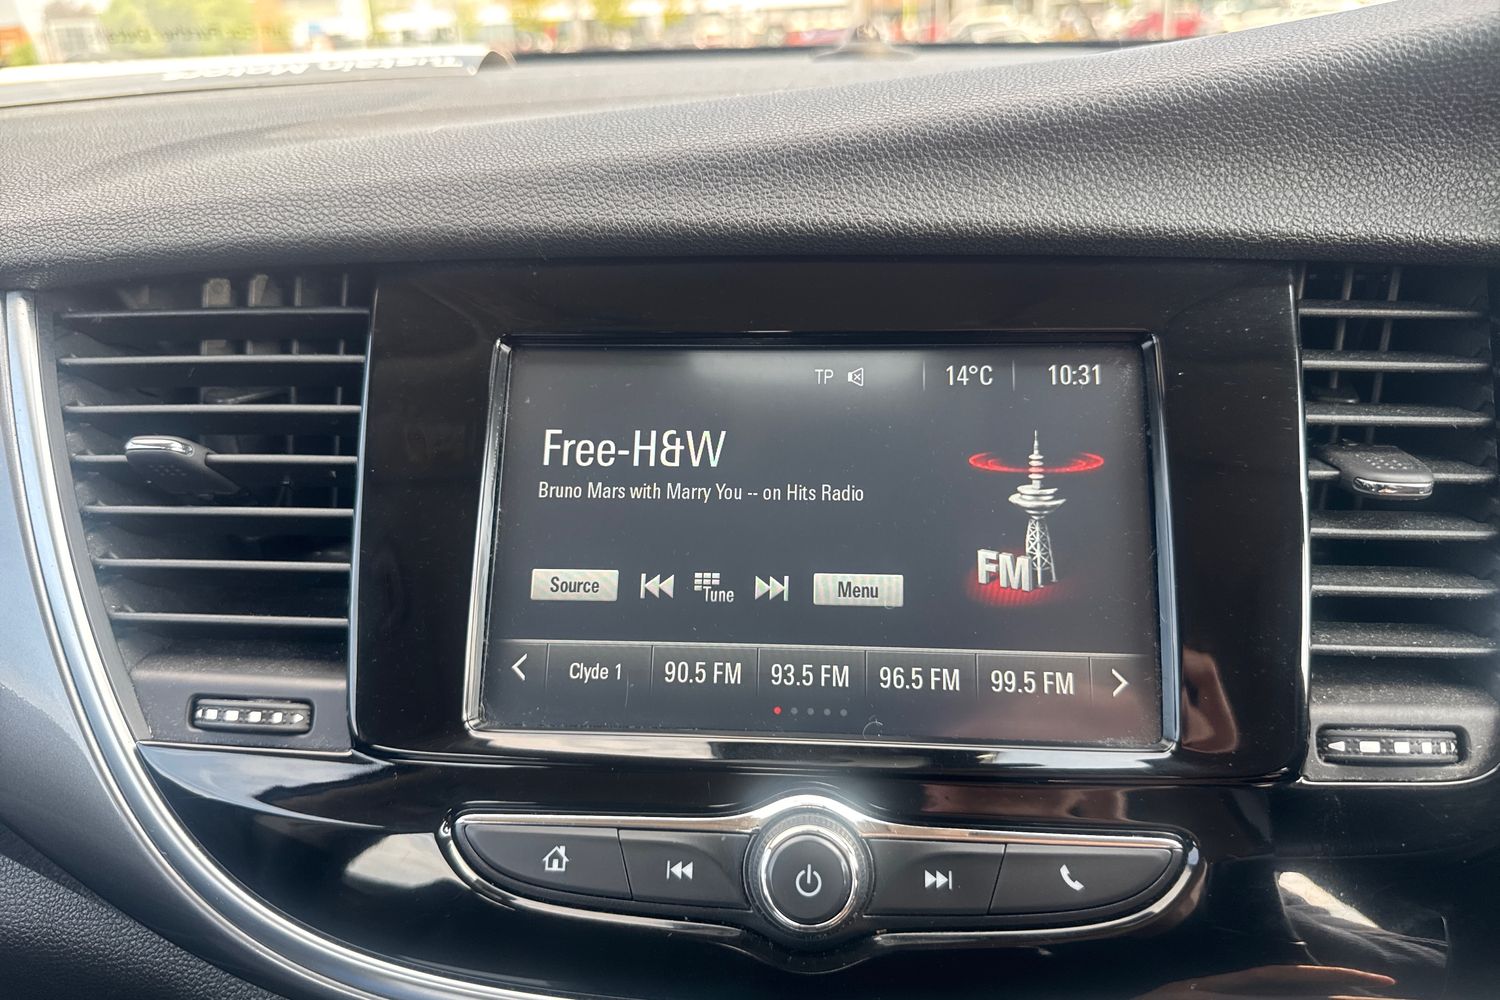 TP 14°C 10:31
Free-H&W
Bruno Mars with Marry You -- on Hits Radio
FM
Source Tune Menu
Clyde 1 90.5 FM 93.5 FM 96.5 FM 99.5 FM